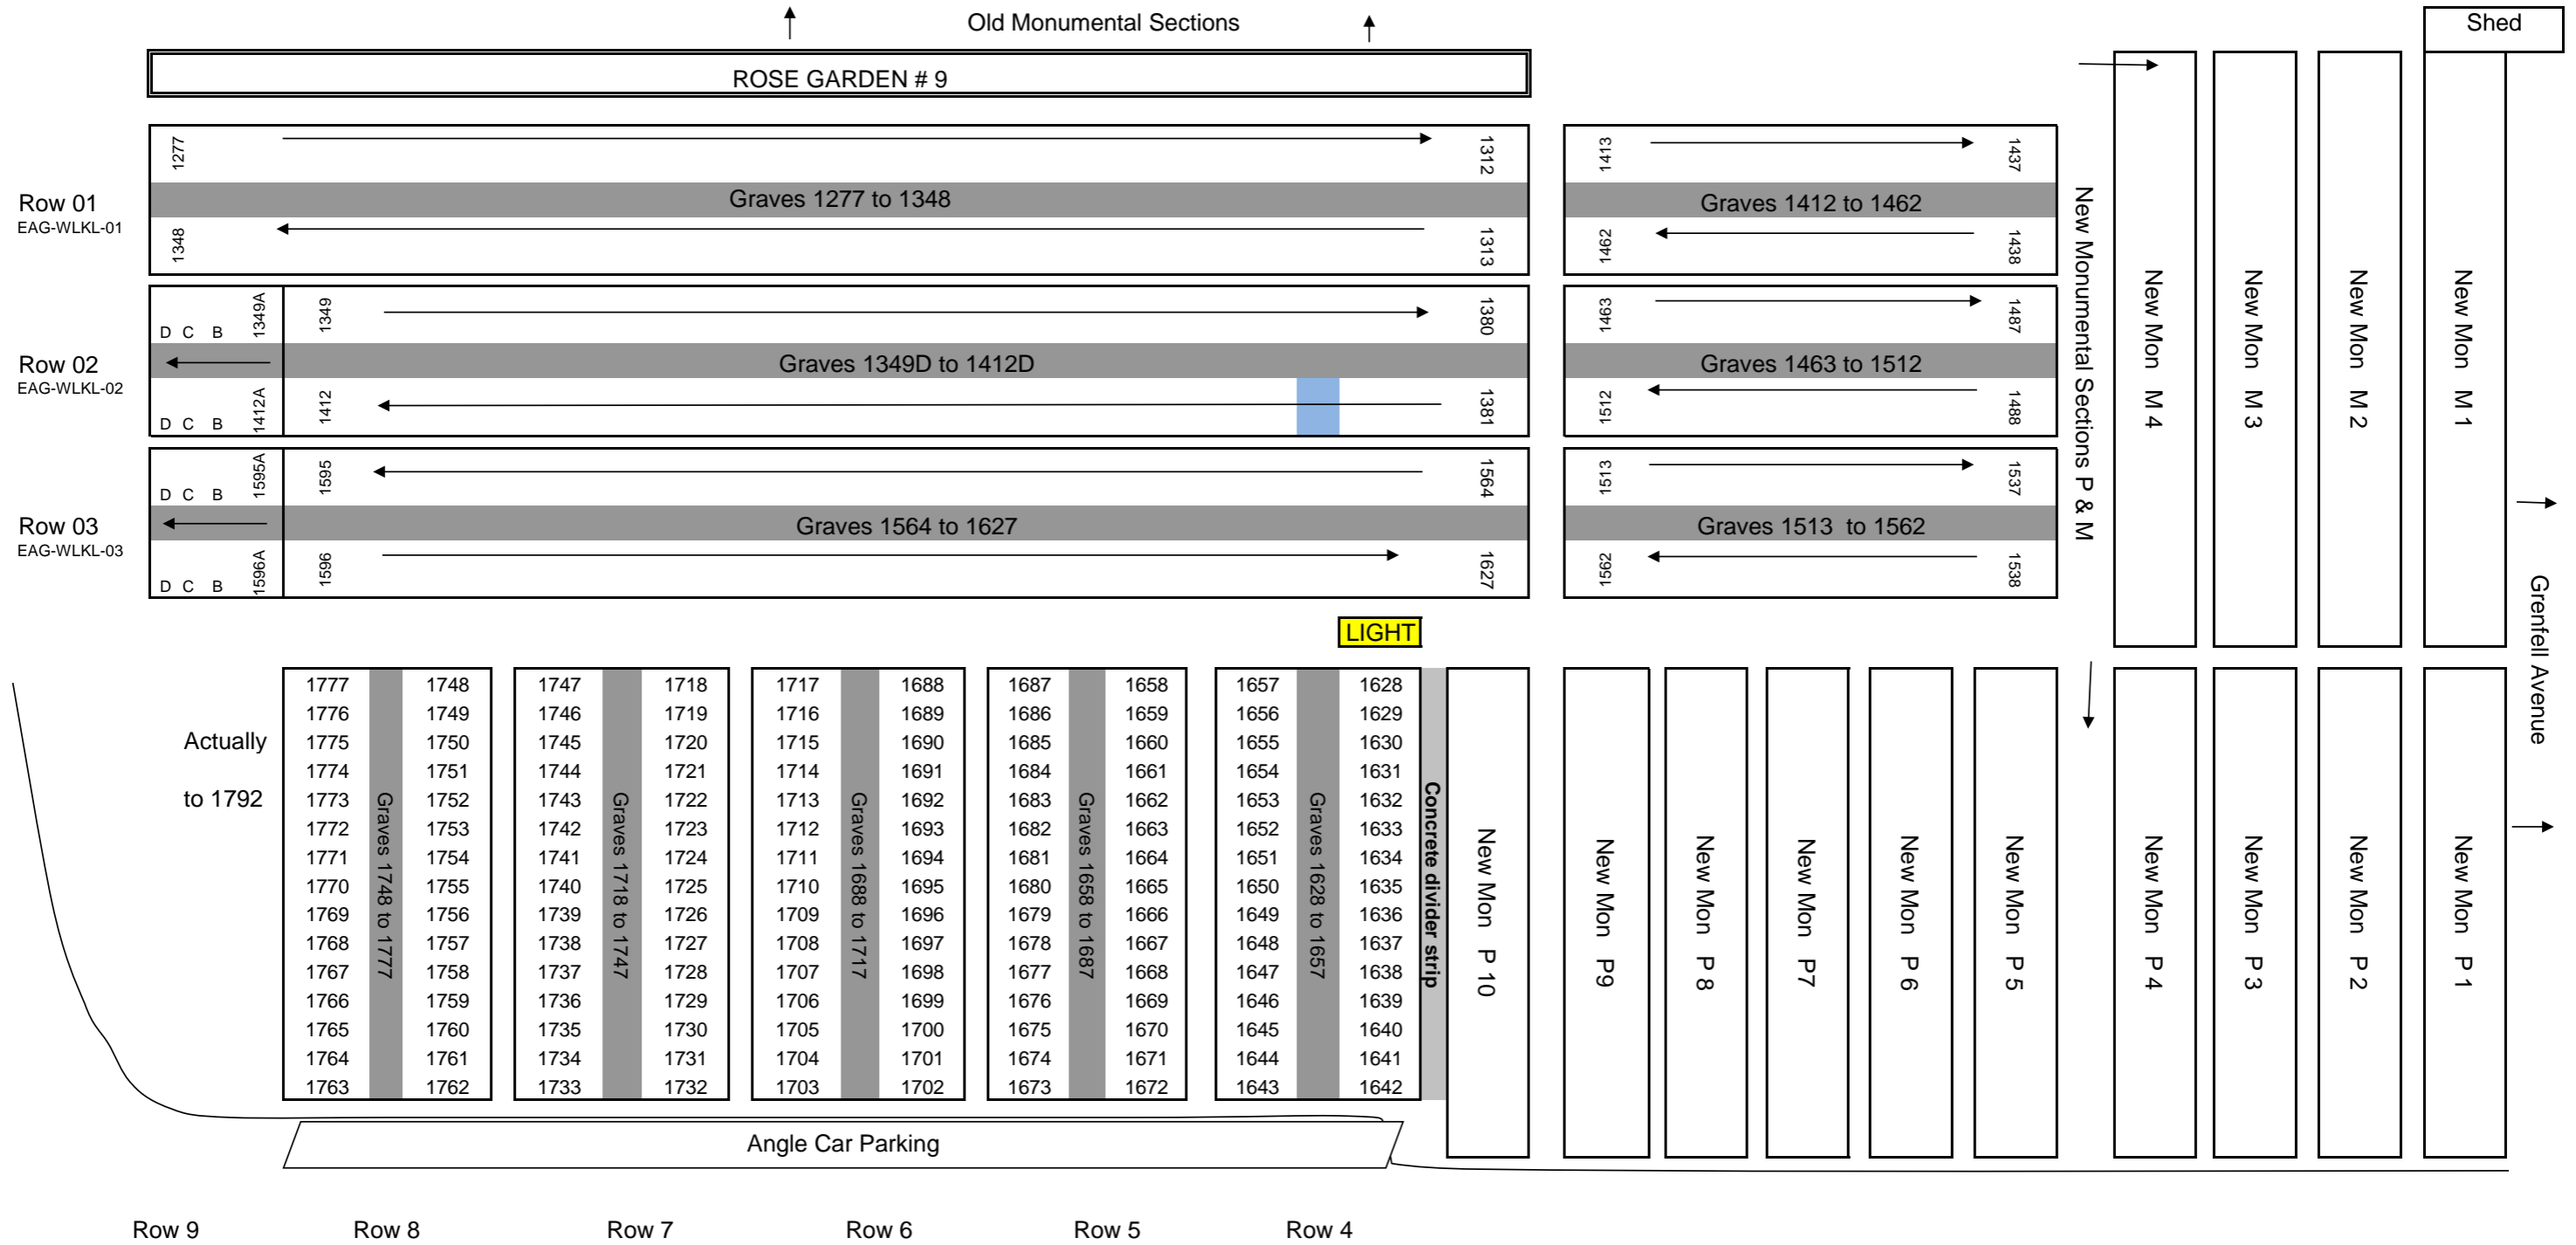 Old Monumental Sections
Shed
ROSE GARDEN # 9
1277
1312
1413
1437
Row 01
EAG-WLKL-01
Graves 1277 to 1348
Graves 1412 to 1462
1348
1313
1462
1438
D C B 1349A
1349
1380
1463
1487
Row 02
EAG-WLKL-02
Graves 1349D to 1412D
Graves 1463 to 1512
D C B 1412A
1412
1381
1512
1488
D C B 1595A
1595
1564
1513
1537
Row 03
EAG-WLKL-03
Graves 1564 to 1627
Graves 1513 to 1562
D C B 1596A
1596
1627
1562
1538
New Monumental Sections P & M
New Mon M 4
New Mon M 3
New Mon M 2
New Mon M 1
Grenfell Avenue
LIGHT
1777 1748 1747 1718 1717 1688 1687 1658 1657 1628
1776 1749 1746 1719 1716 1689 1686 1659 1656 1629
Actually 1775 1750 1745 1720 1715 1690 1685 1660 1655 1630
1774 1751 1744 1721 1714 1691 1684 1661 1654 1631
to 1792 1773 1752 1743 1722 1713 1692 1683 1662 1653 1632
1772 1753 1742 1723 1712 1693 1682 1663 1652 1633
1771 1754 1741 1724 1711 1694 1681 1664 1651 1634
1770 1755 1740 1725 1710 1695 1680 1665 1650 1635
1769 1756 1739 1726 1709 1696 1679 1666 1649 1636
1768 1757 1738 1727 1708 1697 1678 1667 1648 1637
1767 1758 1737 1728 1707 1698 1677 1668 1647 1638
1766 1759 1736 1729 1706 1699 1676 1669 1646 1639
1765 1760 1735 1730 1705 1700 1675 1670 1645 1640
1764 1761 1734 1731 1704 1701 1674 1671 1644 1641
1763 1762 1733 1732 1703 1702 1673 1672 1643 1642
Graves 1748 to 1777
Graves 1718 to 1747
Graves 1688 to 1717
Graves 1658 to 1687
Graves 1628 to 1657
Concrete divider strip
New Mon P 10
New Mon P9
New Mon P 8
New Mon P7
New Mon P 6
New Mon P 5
New Mon P 4
New Mon P 3
New Mon P 2
New Mon P 1
Angle Car Parking
Row 9
Row 8
Row 7
Row 6
Row 5
Row 4